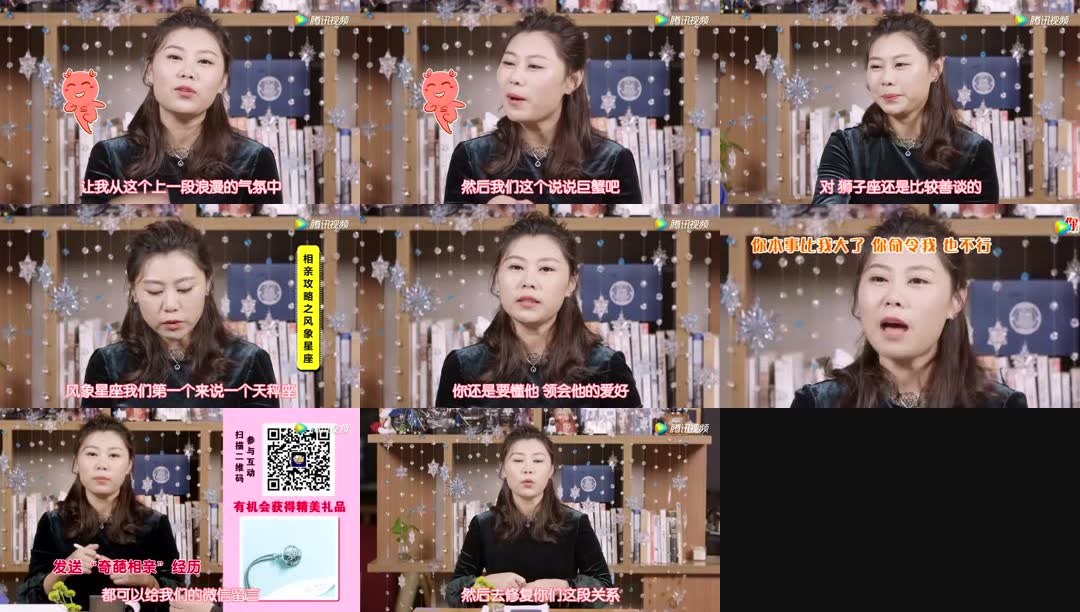 腾讯视频
让我从这个上一段浪漫的气氛中
腾讯视频
然后我们这个说说巨蟹吧
腾讯视频
对 狮子座还是比较善谈的
腾讯视频
相亲攻略之风象星座
风象星座我们第一个来说一个天秤座
腾讯视频
你还是要懂他 领会他的爱好
你本事比我大了 你命令我 也不行
腾讯视频
扫描二维码
参与互动
有机会获得精美礼品
发送“奇葩相亲”经历
都可以给我们的微信留言
腾讯视频
然后去修复你们这段关系